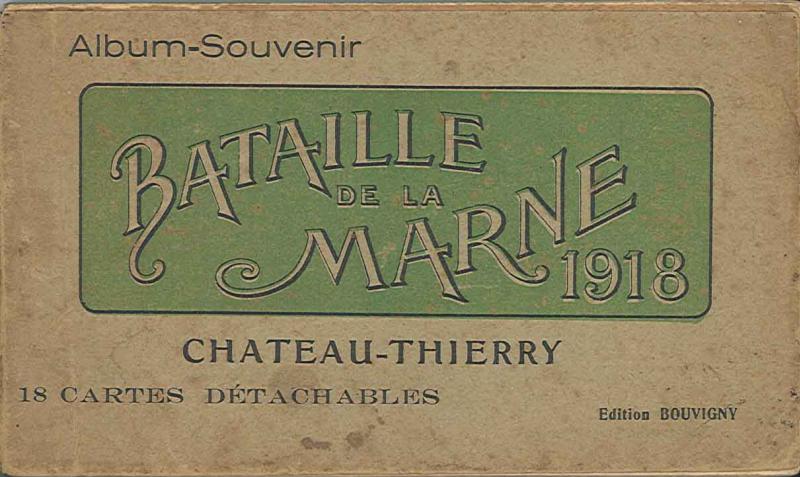 Album-Souvenir
BATAILLE
DE LA
MARNE
1918
CHATEAU-THIERRY
18 CARTES DÉTACHABLES
Edition BOUVIGNY